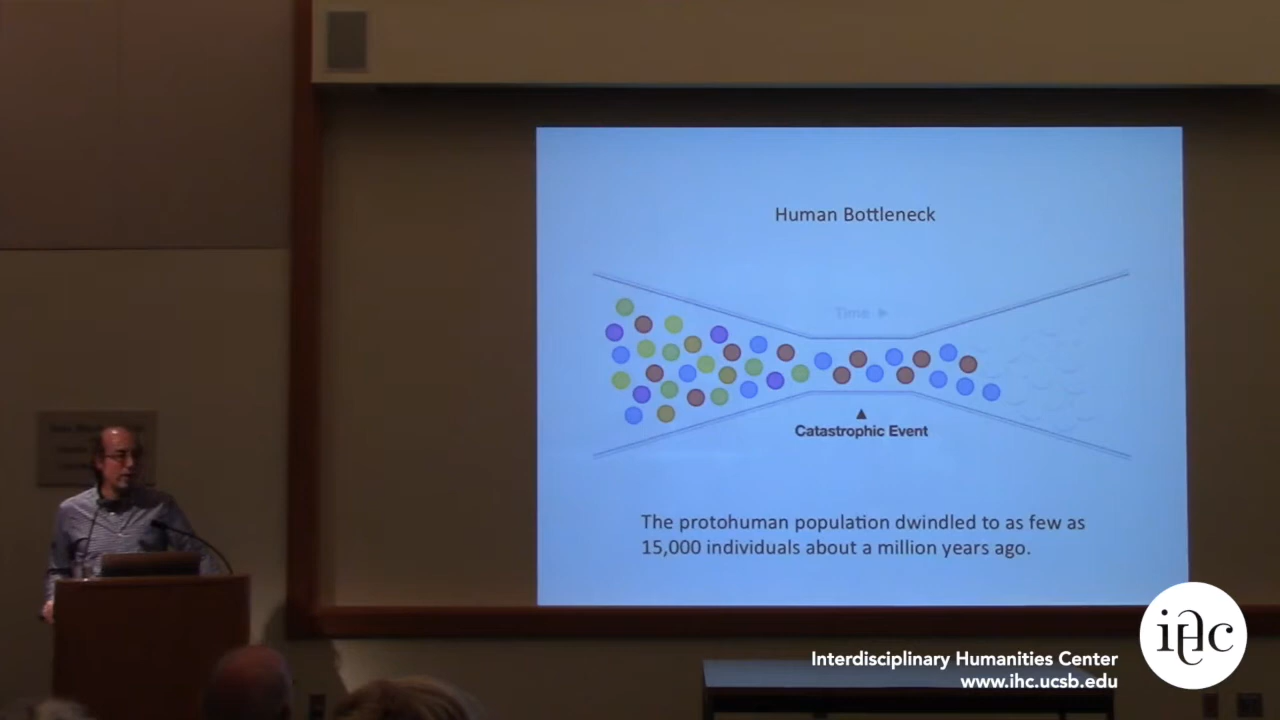 Human Bottleneck
Time
Catastrophic Event
The protohuman population dwindled to as few as
15,000 individuals about a million years ago.
ihc
Interdisciplinary Humanities Center
www.ihc.ucsb.edu